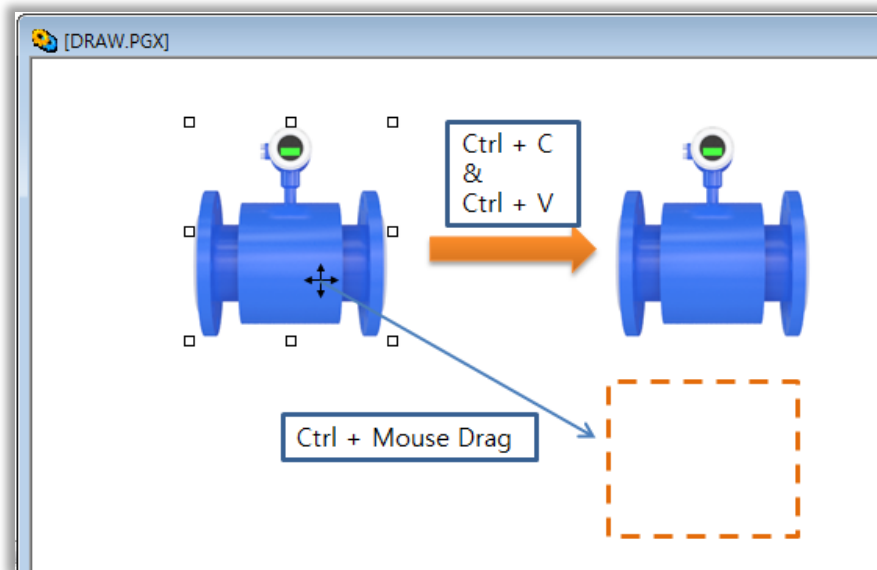 [DRAW.PGX]
Ctrl + C
&
Ctrl + V
Ctrl + Mouse Drag